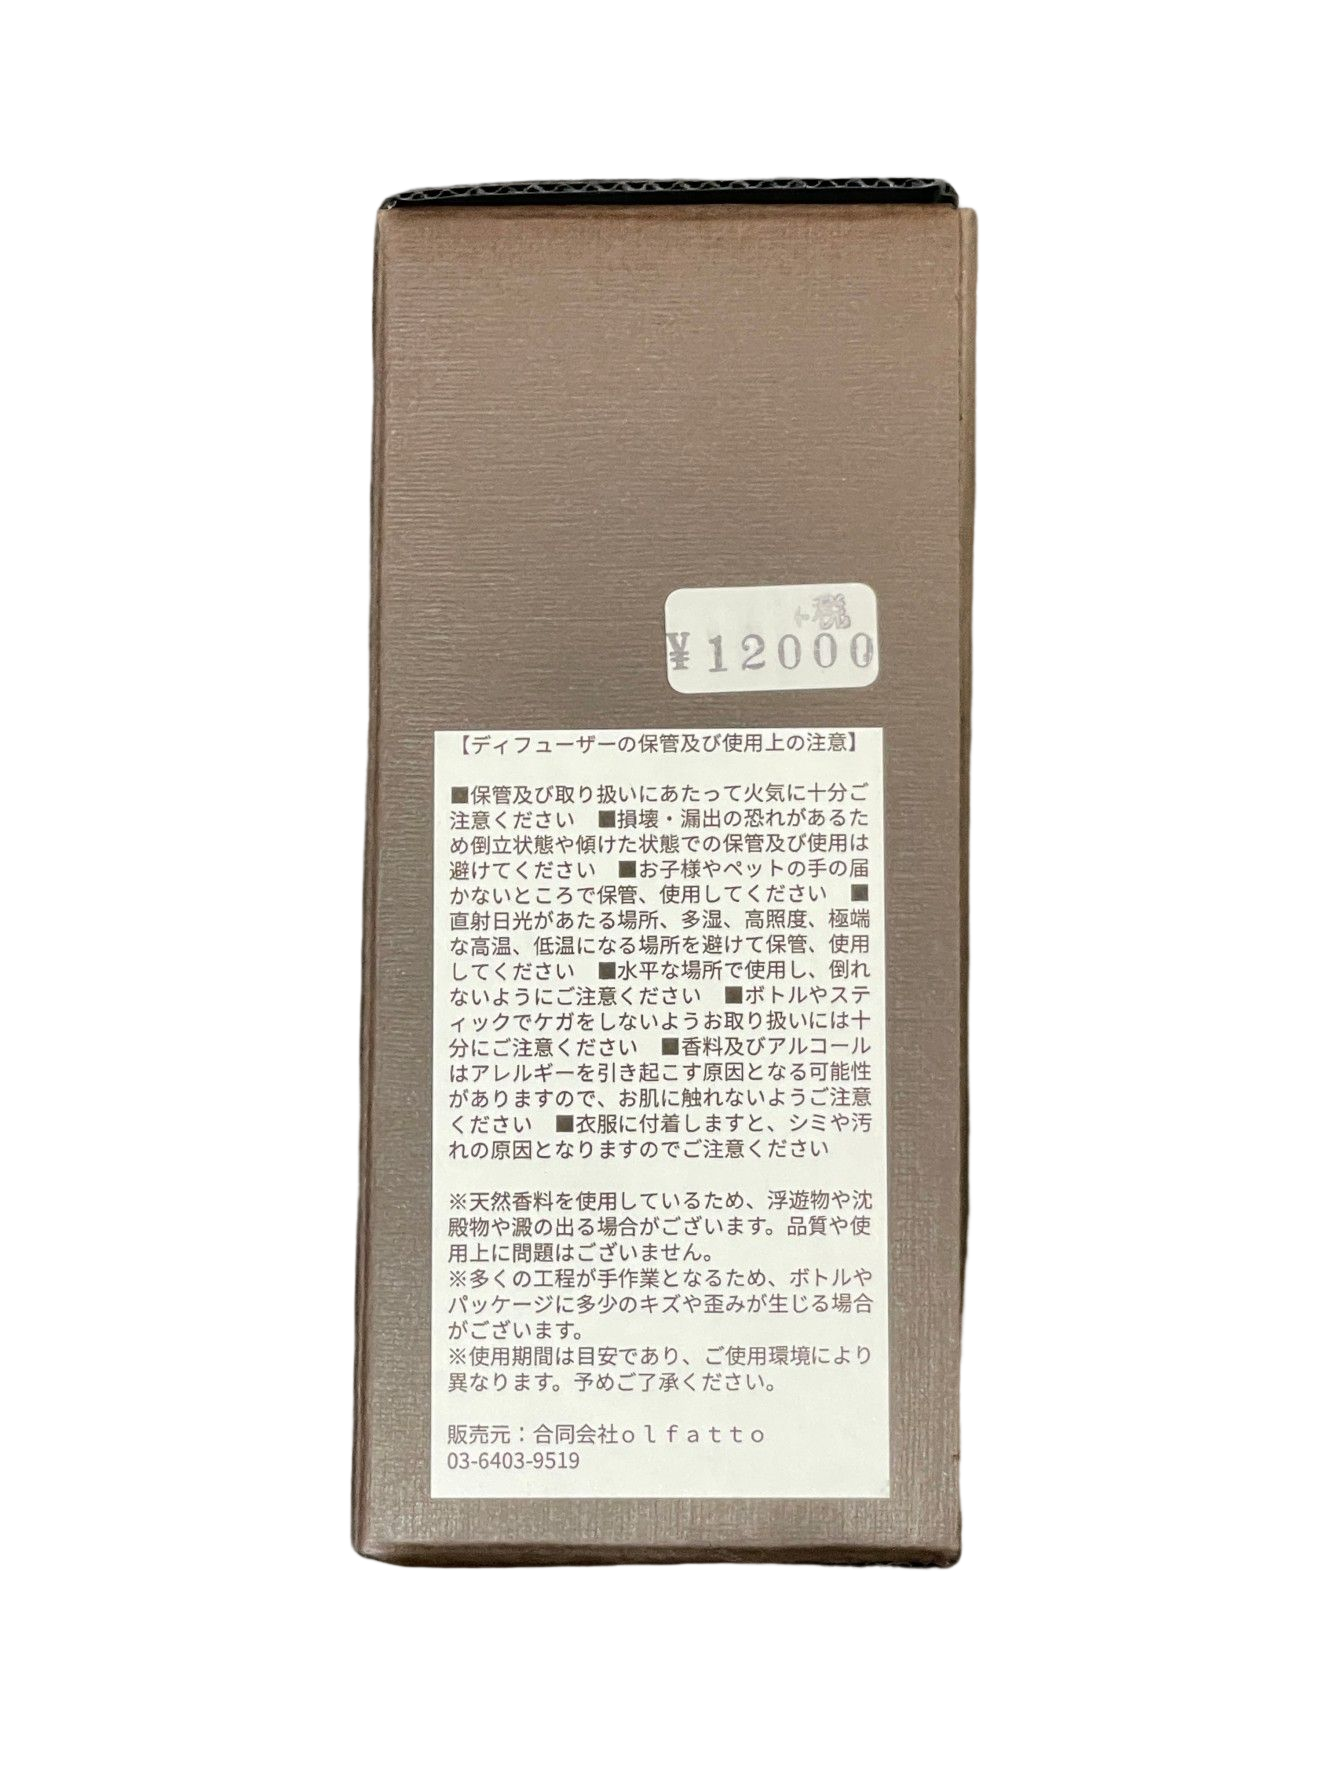 ¥12000
【ディフューザーの保管及び使用上の注意】
■保管及び取り扱いにあたって火気に十分ご
注意ください　■損壊・漏出の恐れがあるた
め倒立状態や傾けた状態での保管及び使用は
避けてください　■お子様やペットの手の届
かないところで保管、使用してください　■
直射日光があたる場所、多湿、高照度、極端
な高温、低温になる場所を避けて保管、使用
してください　■水平な場所で使用し、倒れ
ないようにご注意ください　■ボトルやステ
ィックでケガをしないようお取り扱いには十
分にご注意ください　■香料及びアルコール
はアレルギーを引き起こす原因となる可能性
がありますので、お肌に触れないようご注意
ください　■衣服に付着しますと、シミや汚
れの原因となりますのでご注意ください
※天然香料を使用しているため、浮遊物や沈
殿物や澱の出る場合がございます。品質や使
用上に問題はございません。
※多くの工程が手作業となるため、ボトルや
パッケージに多少のキズや歪みが生じる場合
がございます。
※使用期間は目安であり、ご使用環境により
異なります。予めご了承ください。
販売元：合同会社ｏｌｆａｔｔｏ
03-6403-9519